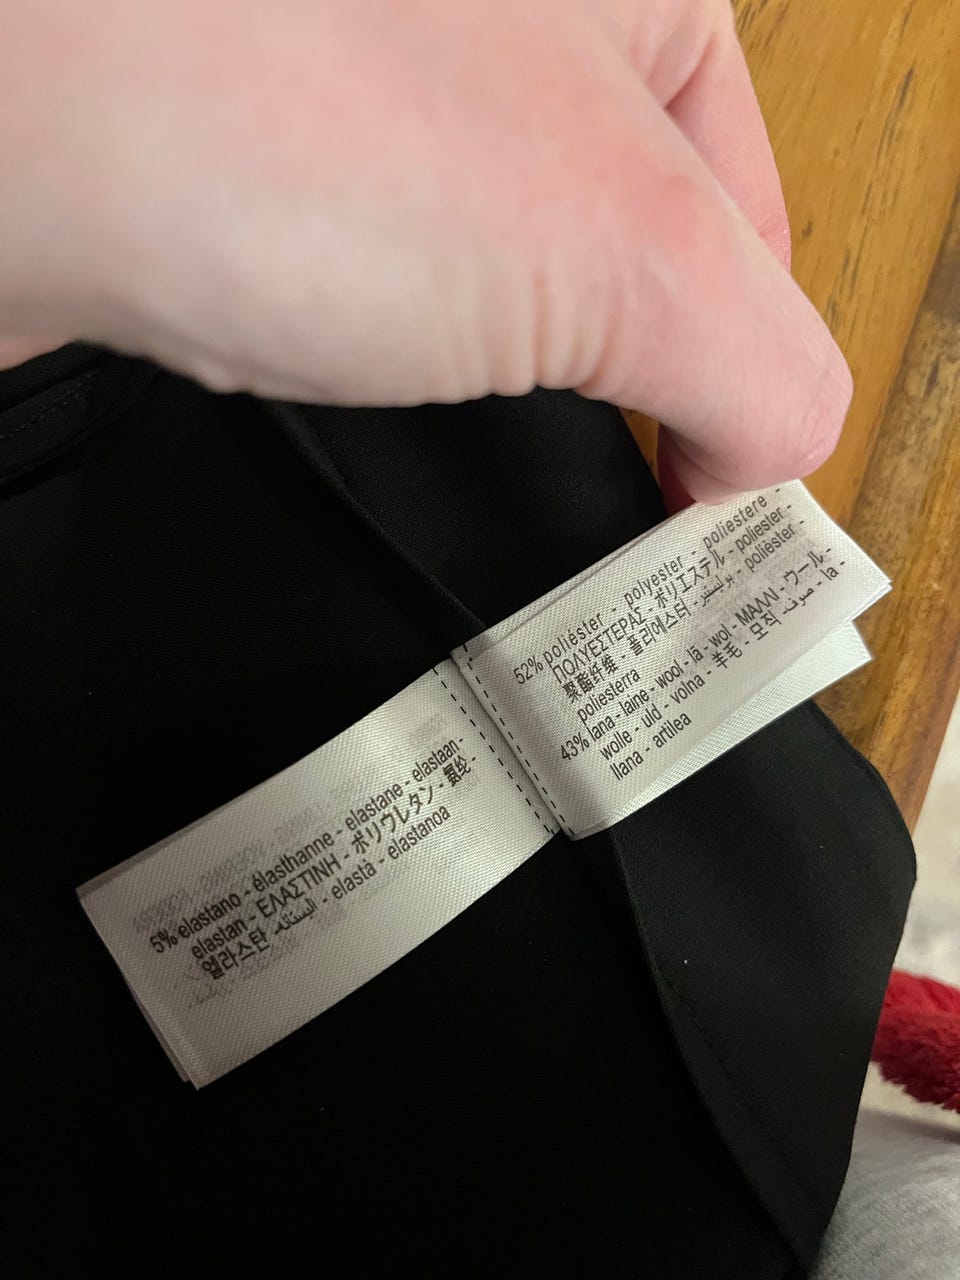 52% poliéster - polyester - poliestere -
ΠΟΛΥΕΣΤΕΡΑΣ - ポリエステル - poliester -
聚酯纤维 - 폴리에스터 - بوليستر - polièster -
poliesterra
43% lana - laine - wool - lã - wol - ΜΑΛΛΙ - ウール -
wolle - uld - volna - 羊毛 - 모직 - صوف - la -
llana - artilea
5% elastano - élasthanne - elastane - elastaan -
elastan - ΕΛΑΣΤΙΝΗ - ポリウレタン - 氨纶 -
엘라스탄 - اليستان - elastà - elastanoa